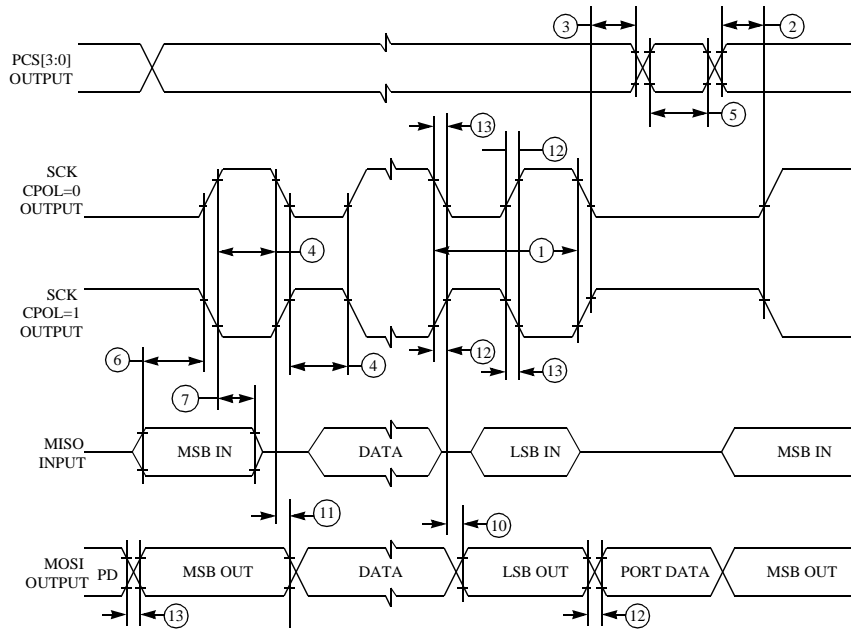 3
2
PCS[3:0]
OUTPUT
5
13
12
SCK
CPOL=0
OUTPUT
4
1
SCK
CPOL=1
OUTPUT
6
4
12
13
7
MISO
INPUT
MSB IN
DATA
LSB IN
MSB IN
11
10
MOSI
OUTPUT
PD
MSB OUT
DATA
LSB OUT
PORT DATA
MSB OUT
13
12